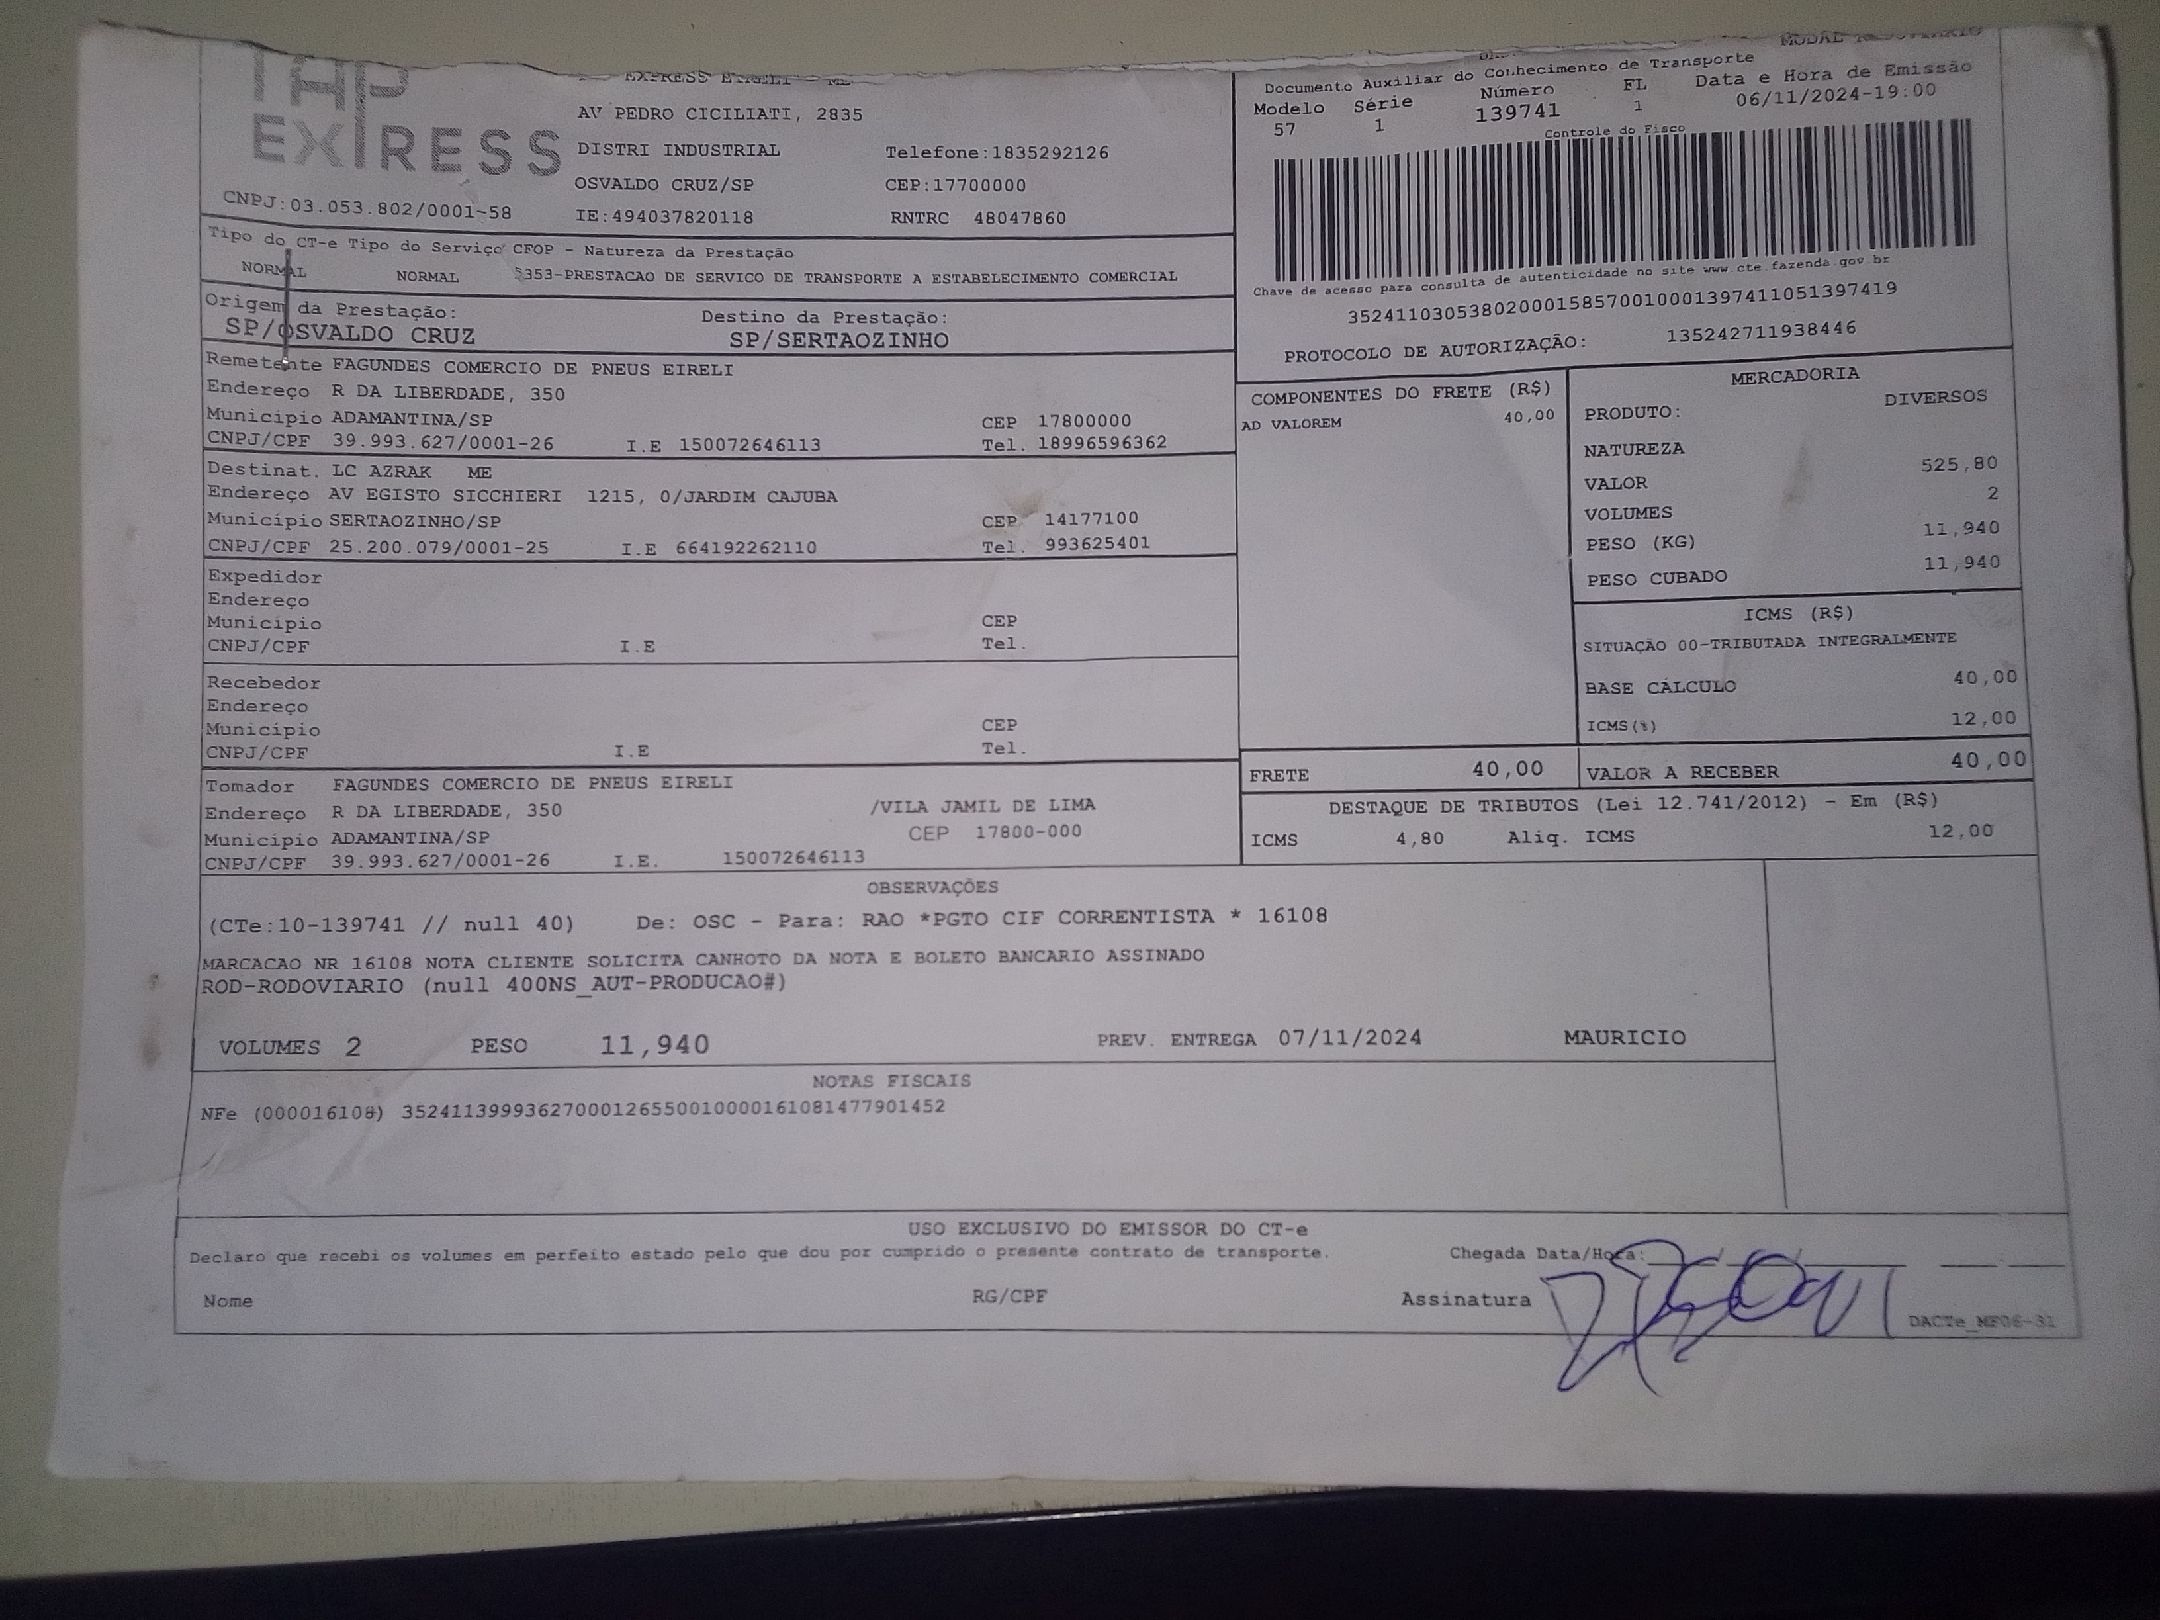 TAP
EXPRESS
EXPRESS EIRELI - ME
AV PEDRO CICILIATI, 2835
DISTRI INDUSTRIAL Telefone:1835292126
OSVALDO CRUZ/SP CEP:17700000
CNPJ:03.053.802/0001-58 IE:494037820118 RNTRC 48047860
MODAL RODOVIÁRIO
Documento Auxiliar do Conhecimento de Transporte
Modelo Série Número FL Data e Hora de Emissão
57 1 139741 1 06/11/2024-19:00
Controle do Fisco
Chave de acesso para consulta de autenticidade no site www.cte.fazenda.gov.br
35241103053802000158570010001397411051397419
PROTOCOLO DE AUTORIZAÇÃO: 135242711938446
Tipo do CT-e Tipo do Serviço CFOP - Natureza da Prestação
NORMAL NORMAL 5353-PRESTACAO DE SERVICO DE TRANSPORTE A ESTABELECIMENTO COMERCIAL
Origem da Prestação: Destino da Prestação:
SP/OSVALDO CRUZ SP/SERTAOZINHO
Remetente FAGUNDES COMERCIO DE PNEUS EIRELI
Endereço R DA LIBERDADE, 350
Município ADAMANTINA/SP CEP 17800000
CNPJ/CPF 39.993.627/0001-26 I.E 150072646113 Tel. 18996596362
Destinat. LC AZRAK ME
Endereço AV EGISTO SICCHIERI 1215, 0/JARDIM CAJUBA
Município SERTAOZINHO/SP CEP 14177100
CNPJ/CPF 25.200.079/0001-25 I.E 664192262110 Tel. 993625401
Expedidor
Endereço
Município CEP
CNPJ/CPF I.E Tel.
Recebedor
Endereço
Município CEP
CNPJ/CPF I.E Tel.
Tomador FAGUNDES COMERCIO DE PNEUS EIRELI
Endereço R DA LIBERDADE, 350 /VILA JAMIL DE LIMA
Município ADAMANTINA/SP CEP 17800-000
CNPJ/CPF 39.993.627/0001-26 I.E. 150072646113
COMPONENTES DO FRETE (R$)
AD VALOREM 40,00
MERCADORIA
PRODUTO: DIVERSOS
NATUREZA
VALOR 525,80
VOLUMES 2
PESO (KG) 11,940
PESO CUBADO 11,940
ICMS (R$)
SITUAÇÃO 00-TRIBUTADA INTEGRALMENTE
BASE CÁLCULO 40,00
ICMS(%) 12,00
FRETE 40,00 VALOR A RECEBER 40,00
DESTAQUE DE TRIBUTOS (Lei 12.741/2012) - Em (R$)
ICMS 4,80 Aliq. ICMS 12,00
OBSERVAÇÕES
(CTe:10-139741 // null 40) De: OSC - Para: RAO *PGTO CIF CORRENTISTA * 16108
MARCACAO NR 16108 NOTA CLIENTE SOLICITA CANHOTO DA NOTA E BOLETO BANCARIO ASSINADO
ROD-RODOVIARIO (null 400NS_AUT-PRODUCAO#)
VOLUMES 2 PESO 11,940 PREV. ENTREGA 07/11/2024 MAURICIO
NOTAS FISCAIS
NFe (000016108) 35241139993627000126550010000161081477901452
USO EXCLUSIVO DO EMISSOR DO CT-e
Declaro que recebi os volumes em perfeito estado pelo que dou por cumprido o presente contrato de transporte. Chegada Data/Hora:
Nome RG/CPF Assinatura
DACTe_MF06-31